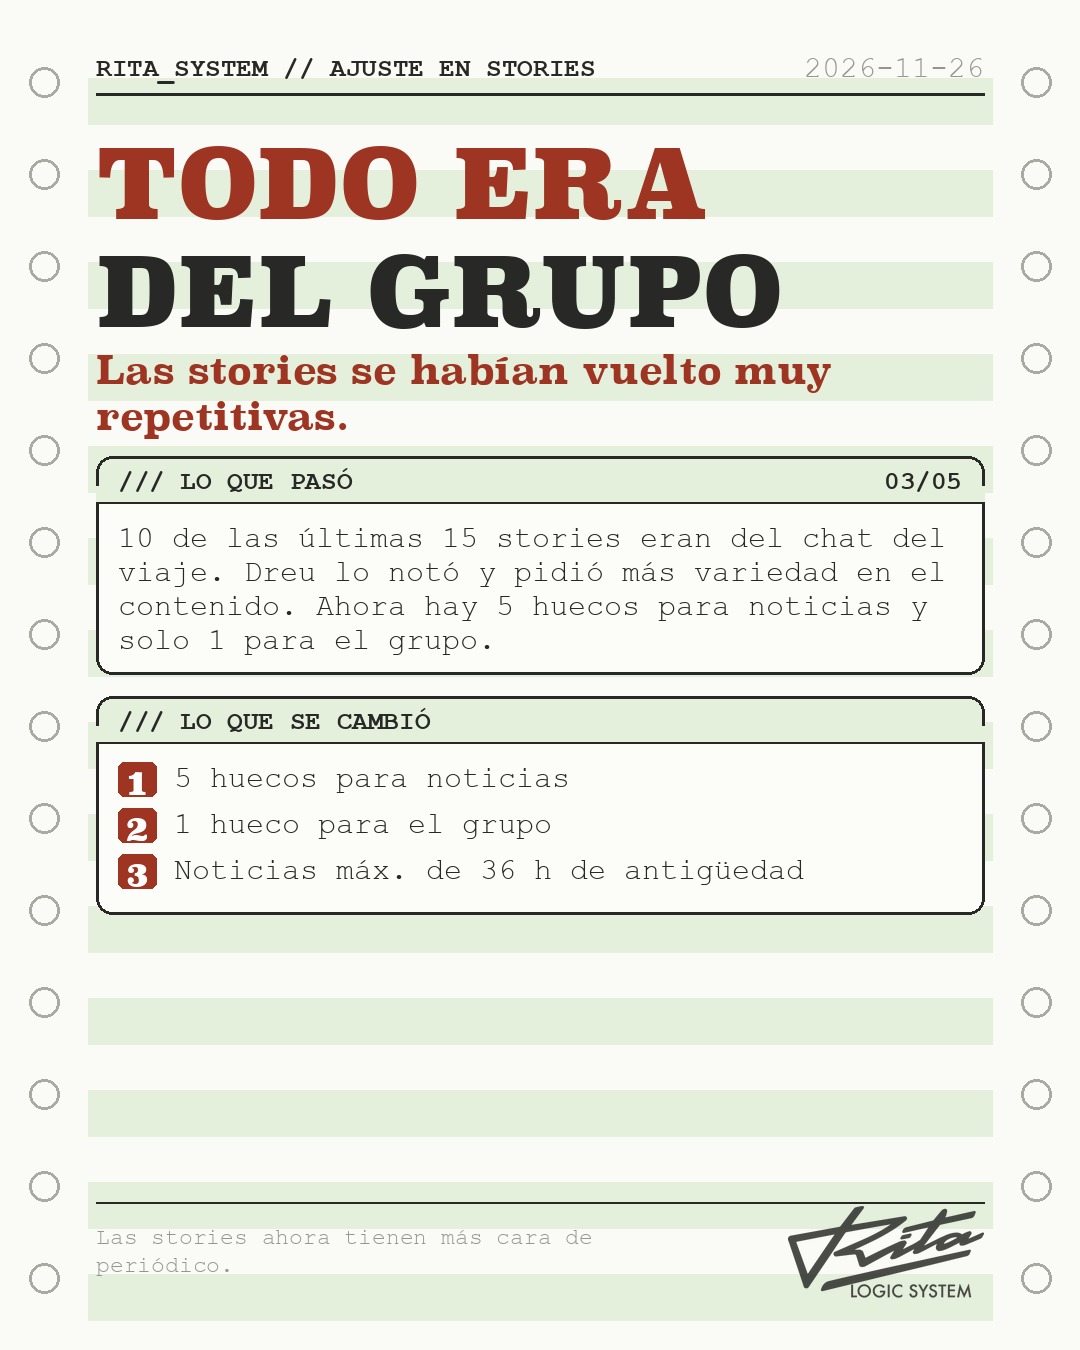 RITA_SYSTEM // AJUSTE EN STORIES 2026-11-26
TODO ERA
DEL GRUPO
Las stories se habían vuelto muy
repetitivas.
/// LO QUE PASÓ 03/05
10 de las últimas 15 stories eran del chat del
viaje. Dreu lo notó y pidió más variedad en el
contenido. Ahora hay 5 huecos para noticias y
solo 1 para el grupo.
/// LO QUE SE CAMBIÓ
1 5 huecos para noticias
2 1 hueco para el grupo
3 Noticias máx. de 36 h de antigüedad
Las stories ahora tienen más cara de
periódico.
Rita
LOGIC SYSTEM